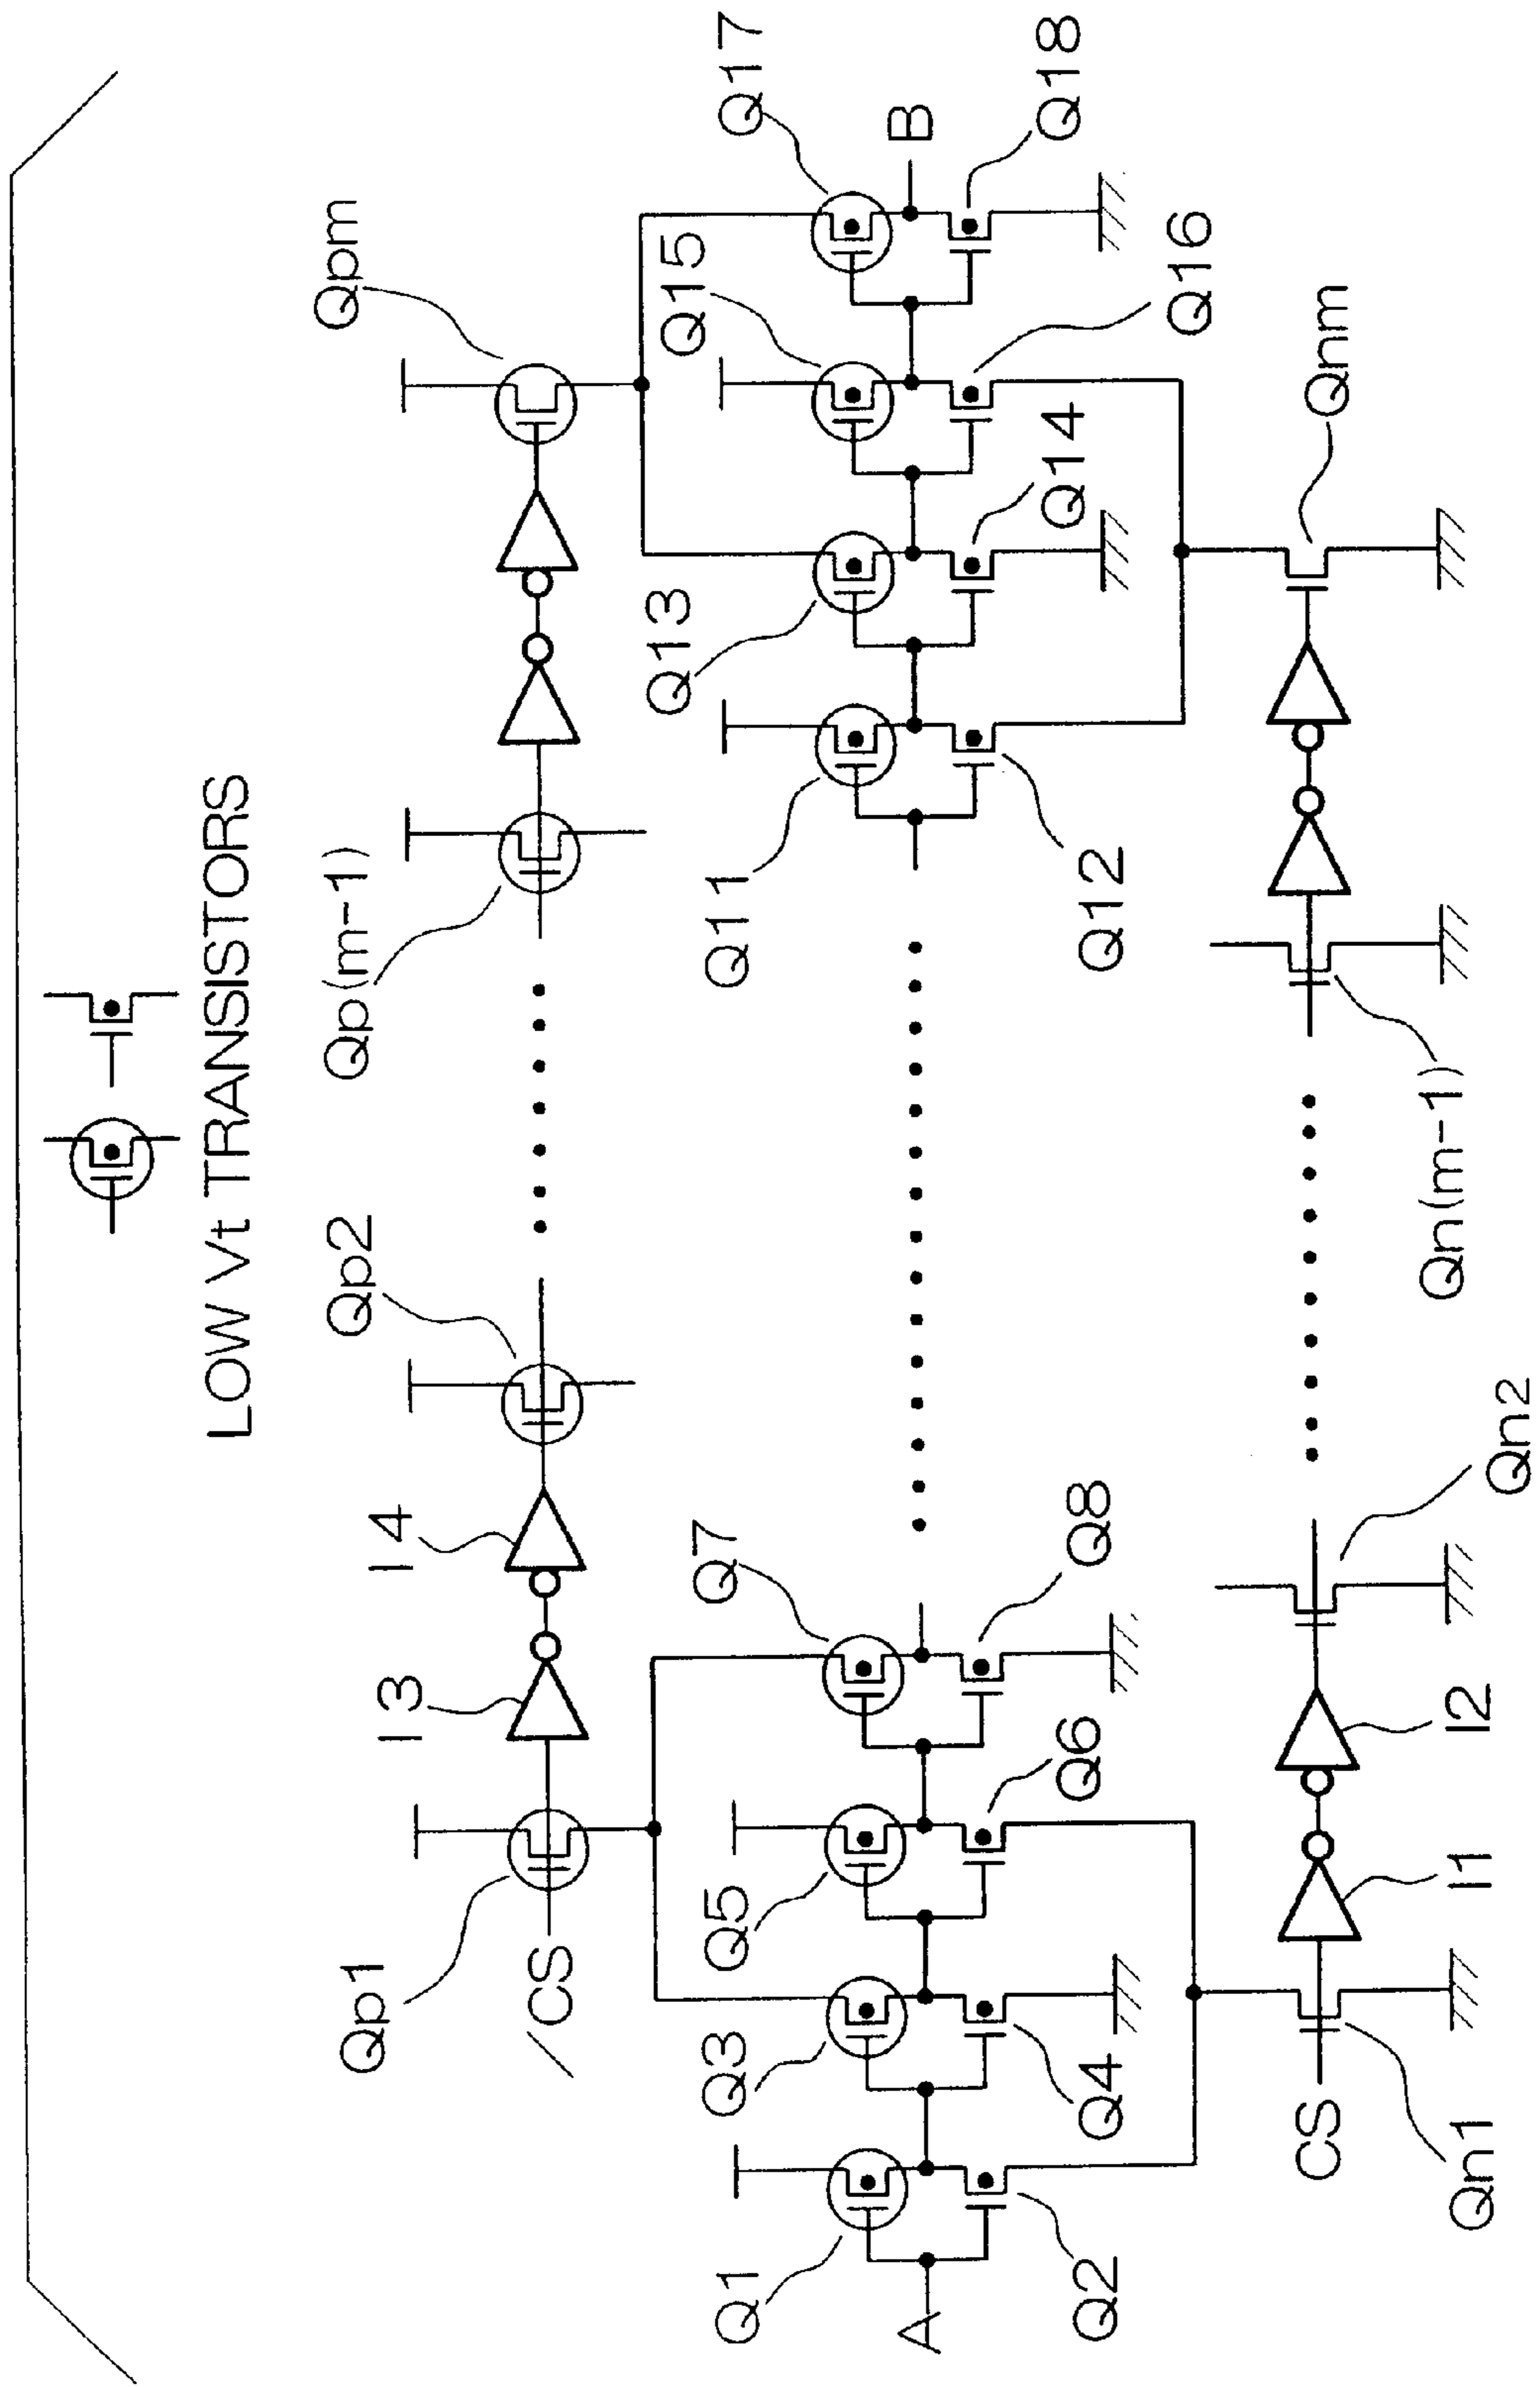 LOW Vt TRANSISTORS
Qp1
/CS
I3
I4
Qp2
Qp(m-1)
Qpm
Q1
Q3
Q5
Q7
Q11
Q13
Q15
Q17
A
B
Q2
Q4
Q6
Q8
Q12
Q14
Q16
Q18
CS
Qn1
I1
I2
Qn2
Qn(m-1)
Qnm